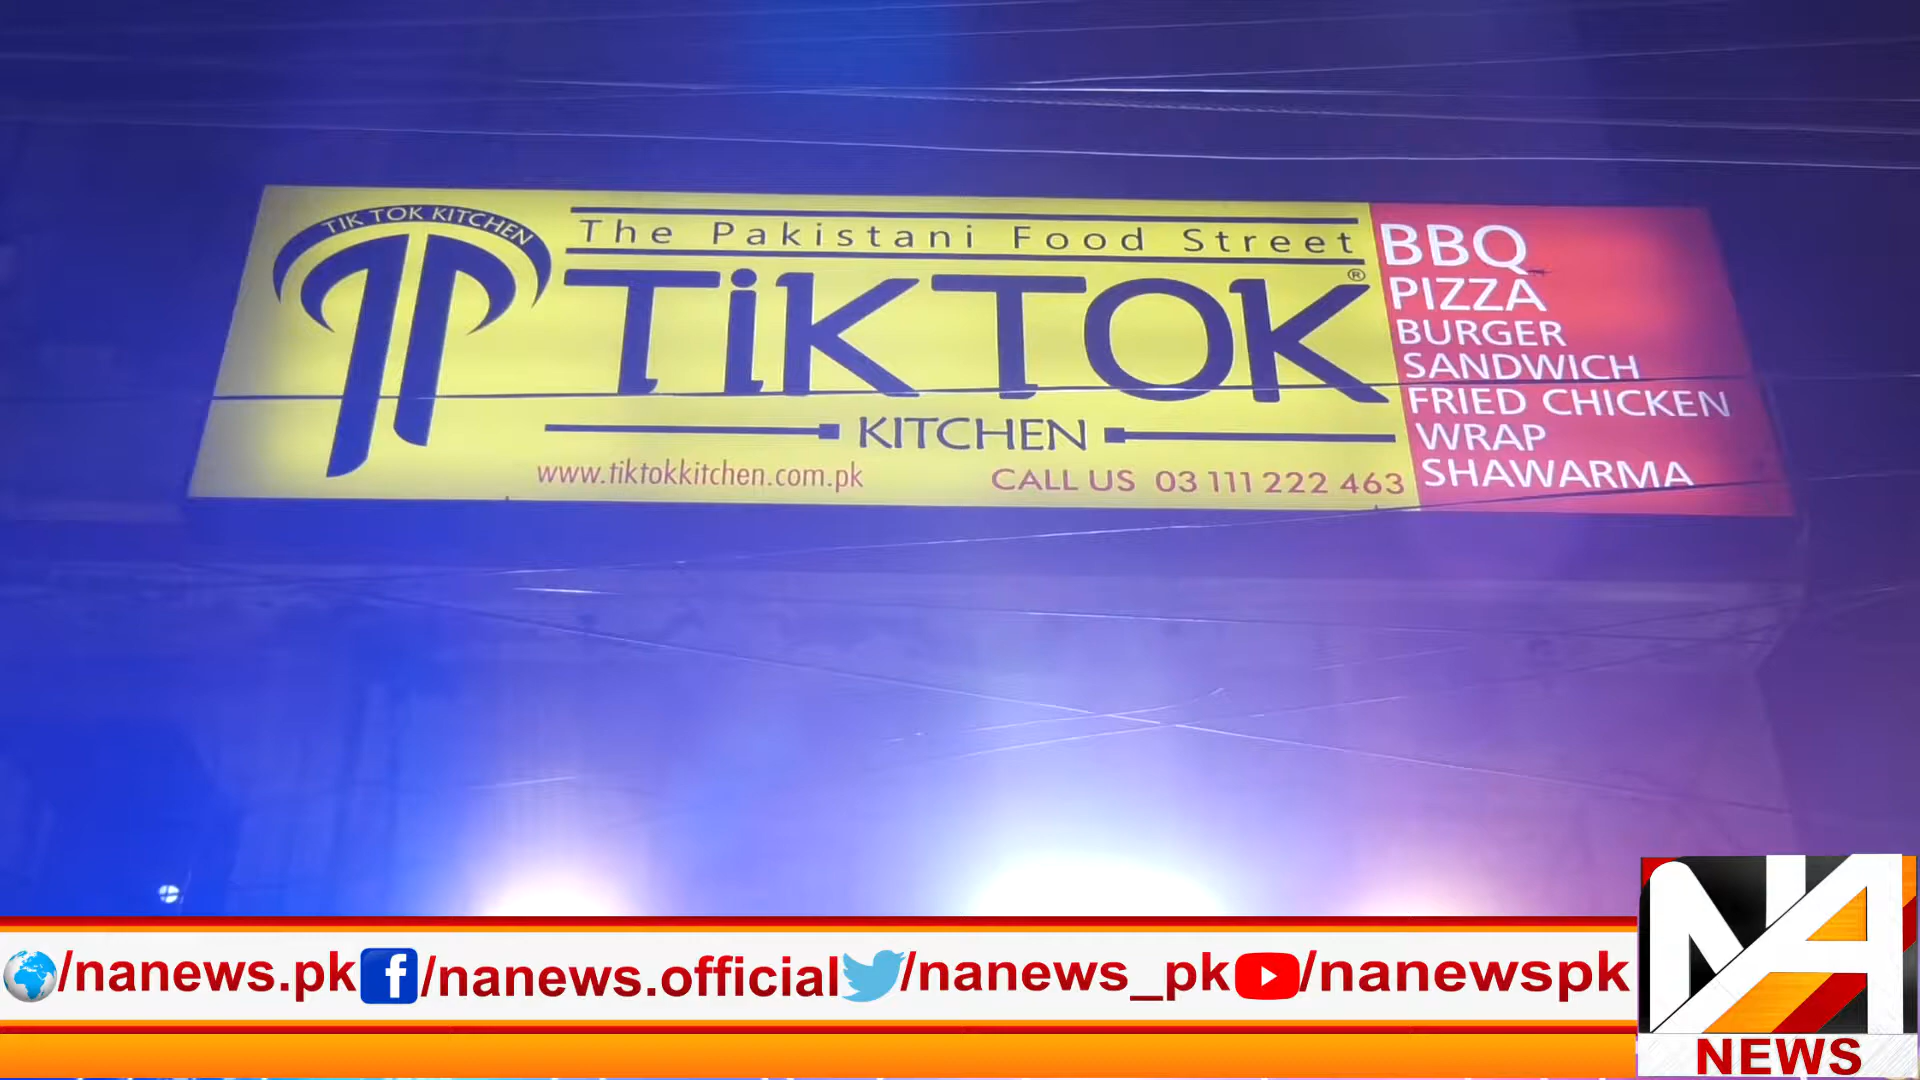 TIK TOK KITCHEN
The Pakistani Food Street
TiKTOK®
KITCHEN
www.tiktokkitchen.com.pk
CALL US 03 111 222 463
BBQ
PIZZA
BURGER
SANDWICH
FRIED CHICKEN
WRAP
SHAWARMA
/nanews.pk /nanews.official /nanews_pk /nanewspk
NA
NEWS